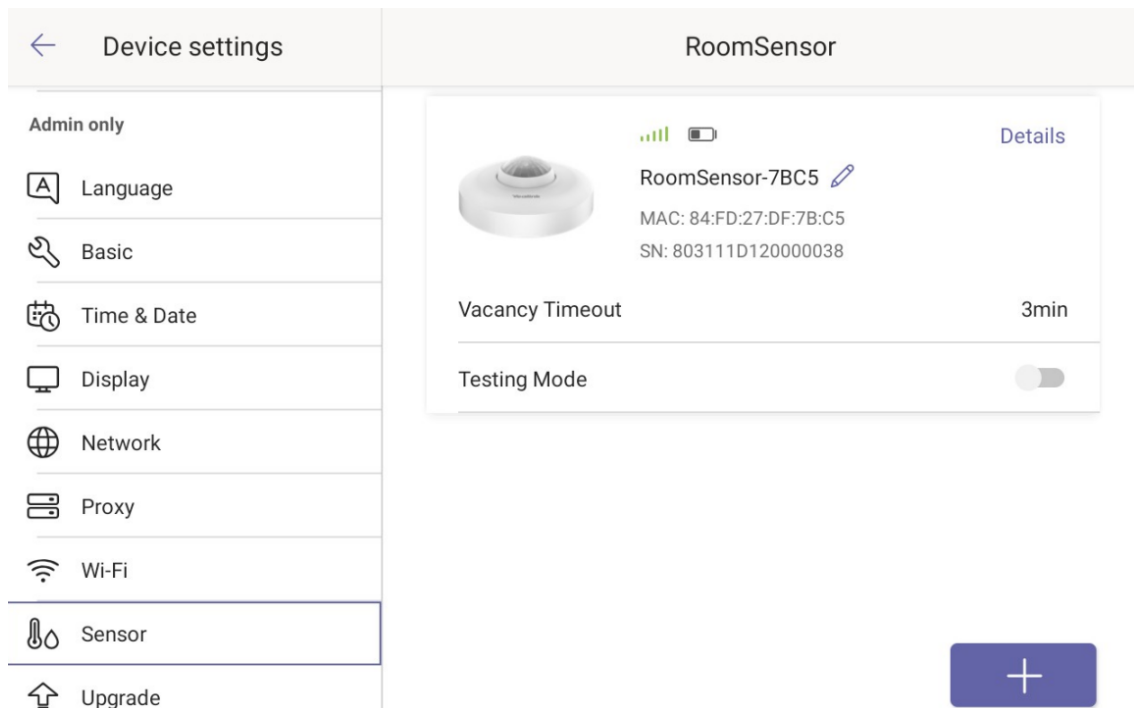 Device settings
RoomSensor
Admin only
Language
Basic
Time & Date
Display
Network
Proxy
Wi-Fi
Sensor
Upgrade
Details
RoomSensor-7BC5
MAC: 84:FD:27:DF:7B:C5
SN: 803111D120000038
Vacancy Timeout
3min
Testing Mode